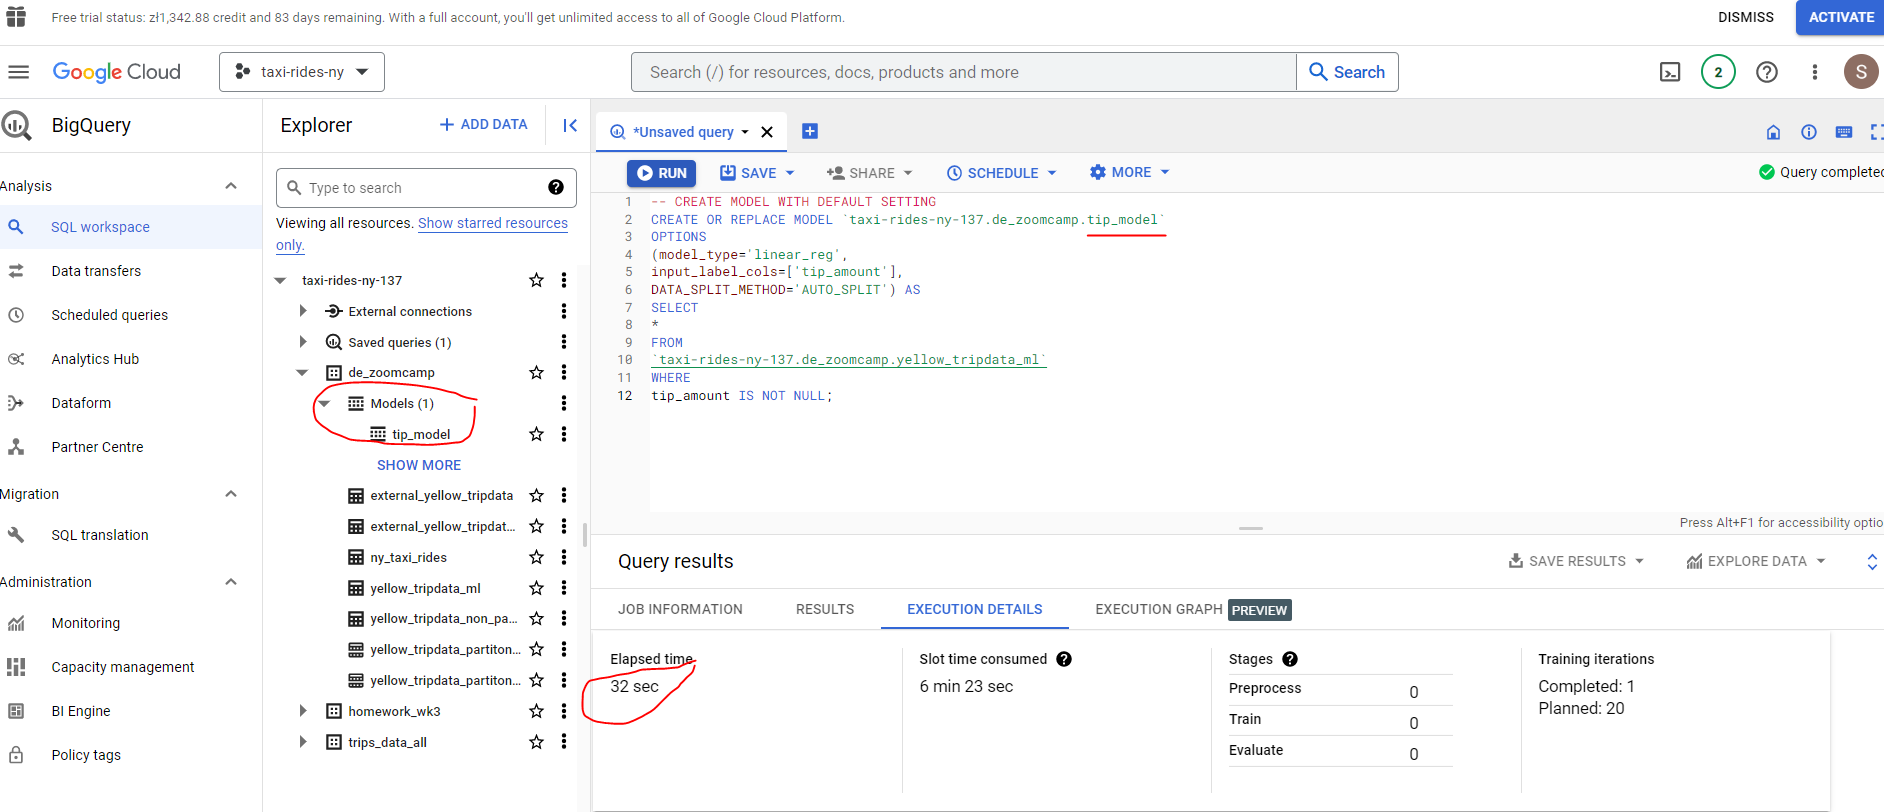 Free trial status: zł1,342.88 credit and 83 days remaining. With a full account, you'll get unlimited access to all of Google Cloud Platform.
DISMISS
ACTIVATE
Google Cloud
taxi-rides-ny
Search (/) for resources, docs, products and more
Search
2
S
BigQuery
Analysis
SQL workspace
Data transfers
Scheduled queries
Analytics Hub
Dataform
Partner Centre
Migration
SQL translation
Administration
Monitoring
Capacity management
BI Engine
Policy tags
Explorer
+ ADD DATA
Type to search
Viewing all resources. Show starred resources
only.
taxi-rides-ny-137
External connections
Saved queries (1)
de_zoomcamp
Models (1)
tip_model
SHOW MORE
external_yellow_tripdata
external_yellow_tripdat...
ny_taxi_rides
yellow_tripdata_ml
yellow_tripdata_non_pa...
yellow_tripdata_partiton...
yellow_tripdata_partiton...
homework_wk3
trips_data_all
*Unsaved query
RUN
SAVE
SHARE
SCHEDULE
MORE
Query completed
1 -- CREATE MODEL WITH DEFAULT SETTING
2 CREATE OR REPLACE MODEL `taxi-rides-ny-137.de_zoomcamp.tip_model`
3 OPTIONS
4 (model_type='linear_reg',
5 input_label_cols=['tip_amount'],
6 DATA_SPLIT_METHOD='AUTO_SPLIT') AS
7 SELECT
8 *
9 FROM
10 `taxi-rides-ny-137.de_zoomcamp.yellow_tripdata_ml`
11 WHERE
12 tip_amount IS NOT NULL;
Press Alt+F1 for accessibility optio
Query results
SAVE RESULTS
EXPLORE DATA
JOB INFORMATION
RESULTS
EXECUTION DETAILS
EXECUTION GRAPH PREVIEW
Elapsed time
32 sec
Slot time consumed
6 min 23 sec
Stages
Preprocess 0
Train 0
Evaluate 0
Training iterations
Completed: 1
Planned: 20